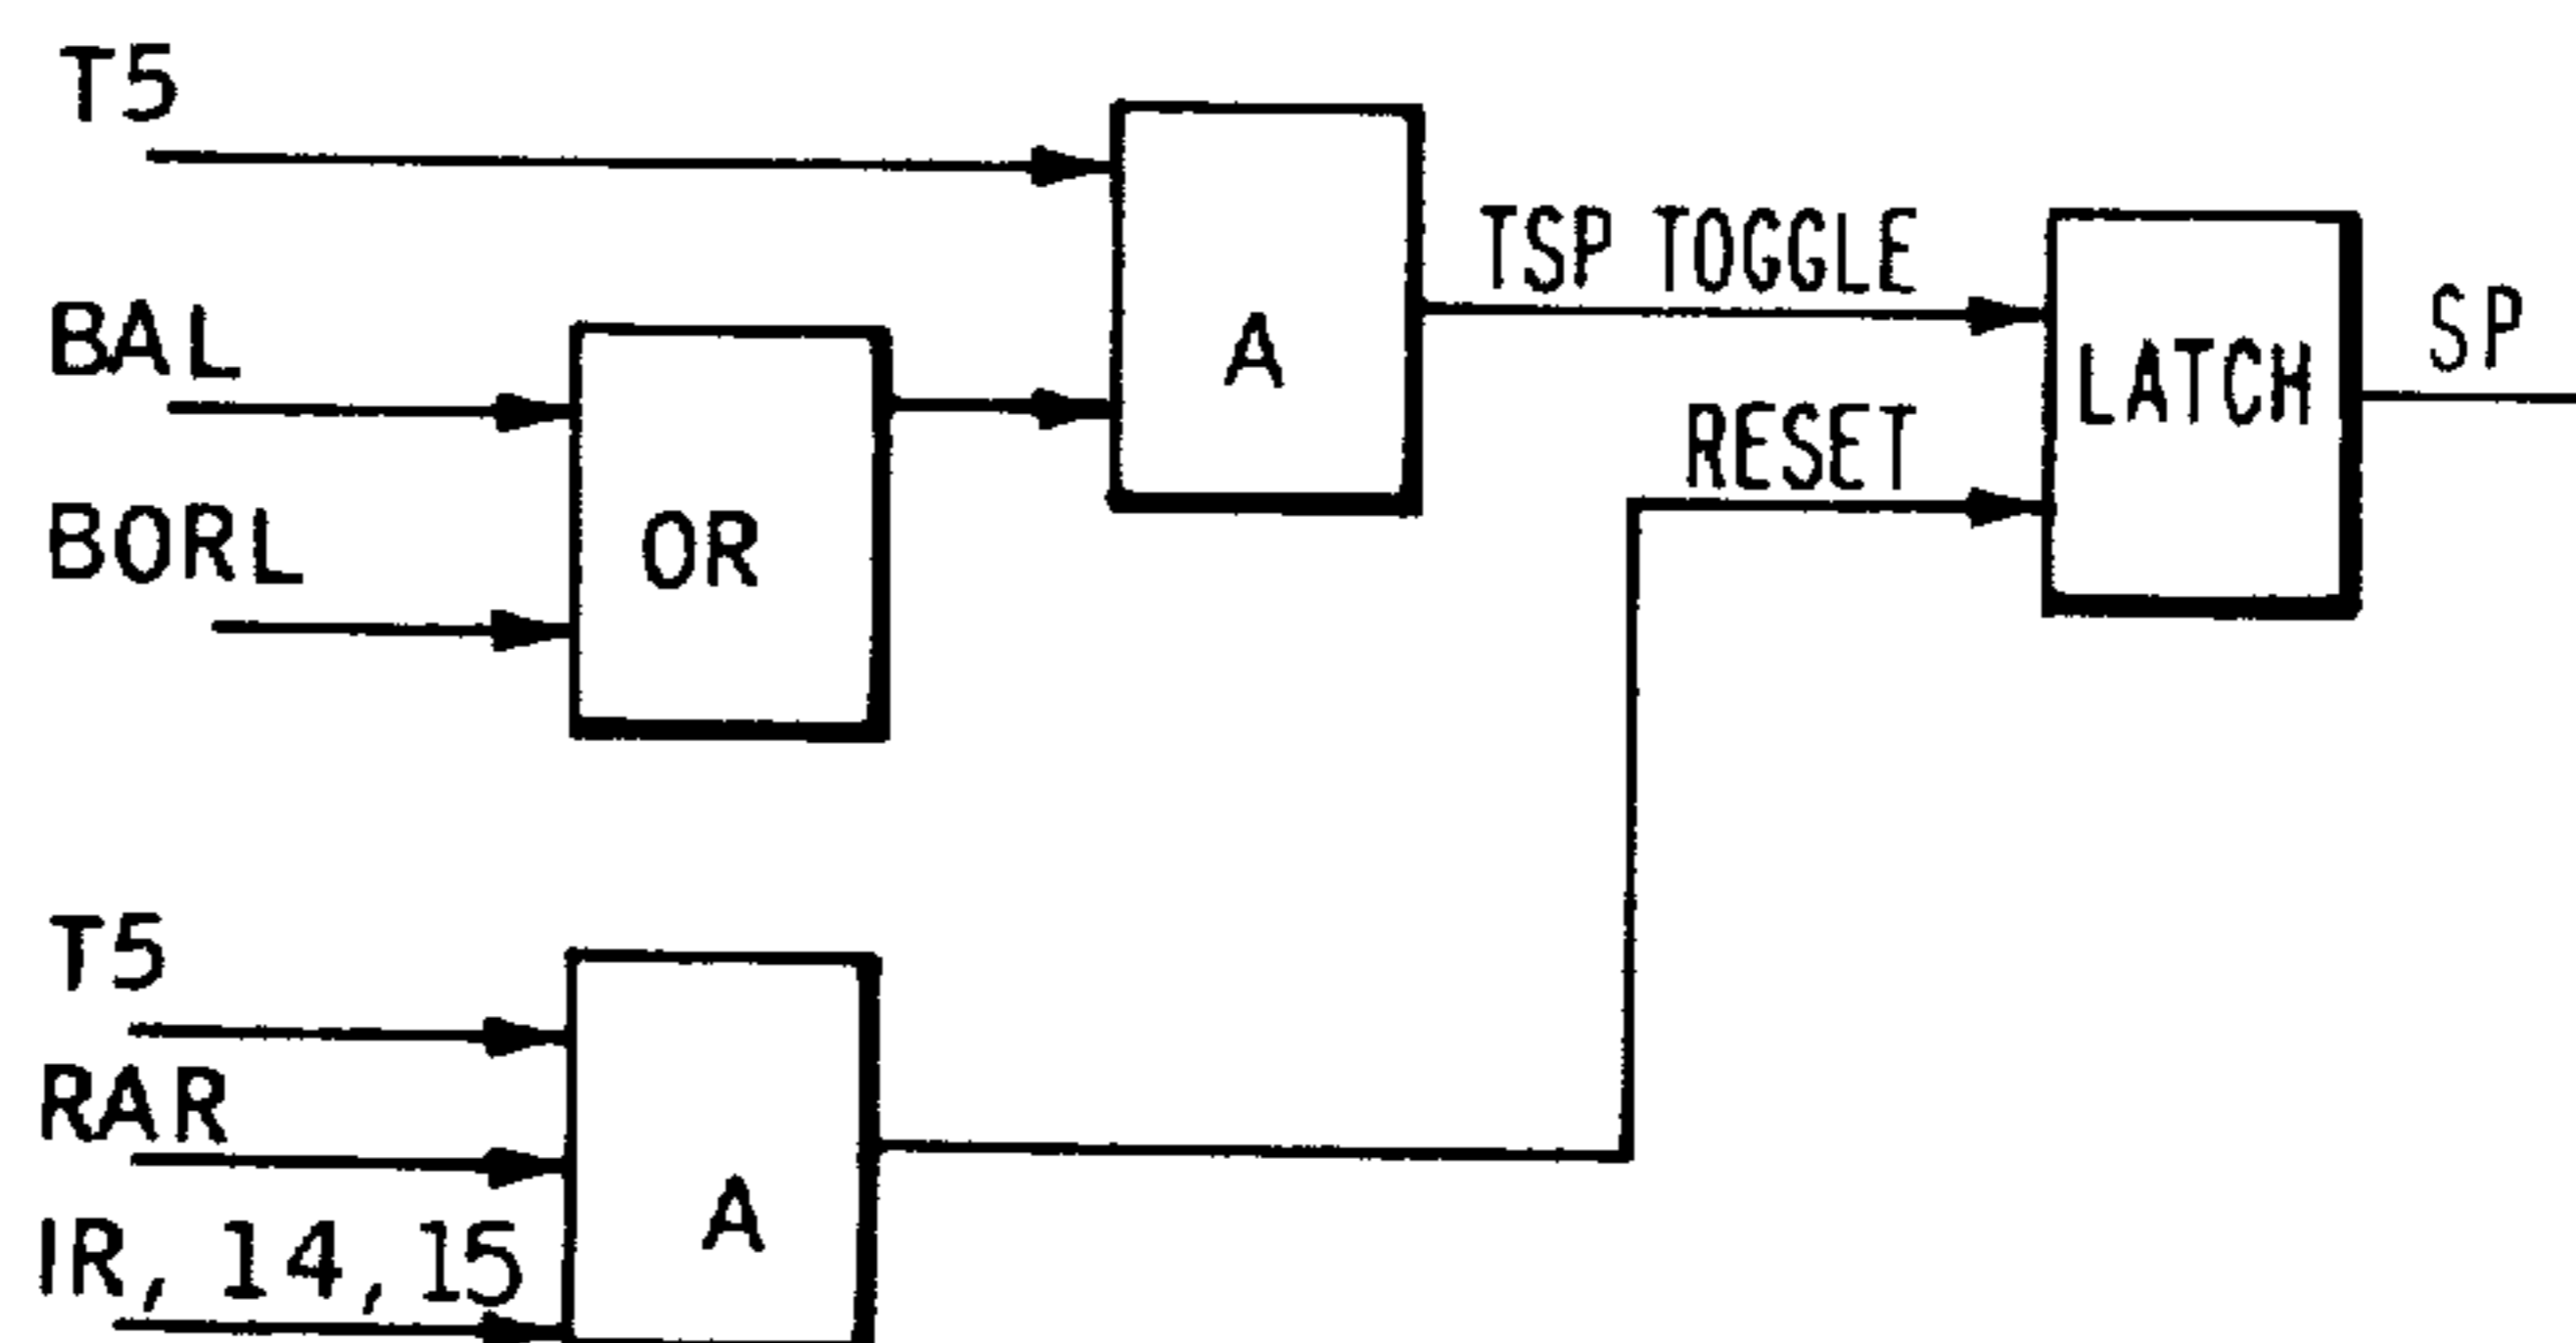 T5
BAL
BORL
OR
A
TSP TOGGLE
RESET
LATCH
SP
T5
RAR
IR, 14, 15
A